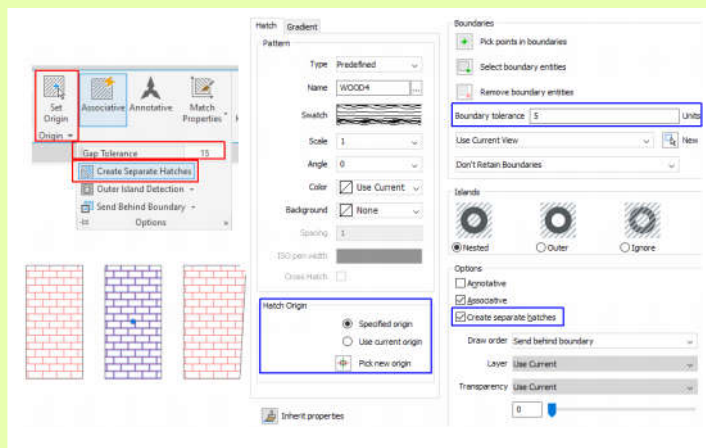 Set
Origin
Associative
Annotative
Match
Properties
Origin
Gap Tolerance 15
Create Separate Hatches
Outer Island Detection
Send Behind Boundary
Options
Hatch Gradient
Pattern
Type Predefined
Name WOOD4 ...
Swatch
Scale 1
Angle 0
Color Use Current
Background None
Spacing 1
ISO pen width
Cross Hatch
Hatch Origin
Specified origin
Use current origin
Pick new origin
Inherit properties
Boundaries
Pick points in boundaries
Select boundary entities
Remove boundary entities
Boundary tolerance 5 Units
Use Current View New
Don't Retain Boundaries
Islands
Nested Outer Ignore
Options
Annotative
Associative
Create separate hatches
Draw order Send behind boundary
Layer Use Current
Transparency Use Current
0